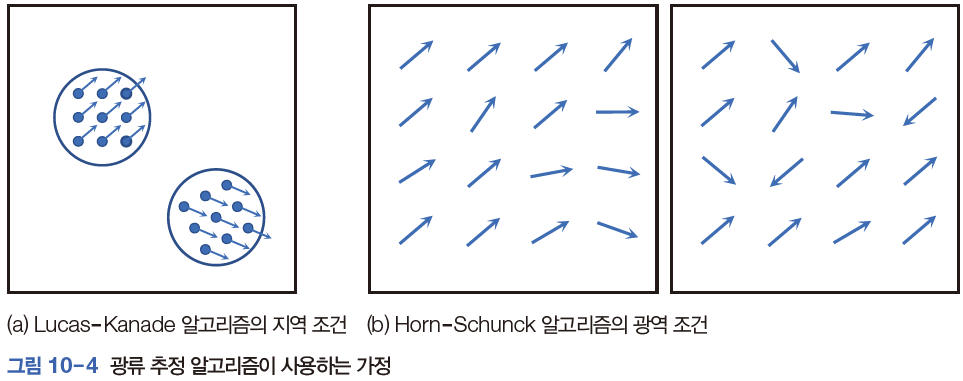 (a) Lucas-Kanade 알고리즘의 지역 조건
(b) Horn-Schunck 알고리즘의 광역 조건
그림 10-4 광류 추정 알고리즘이 사용하는 가정